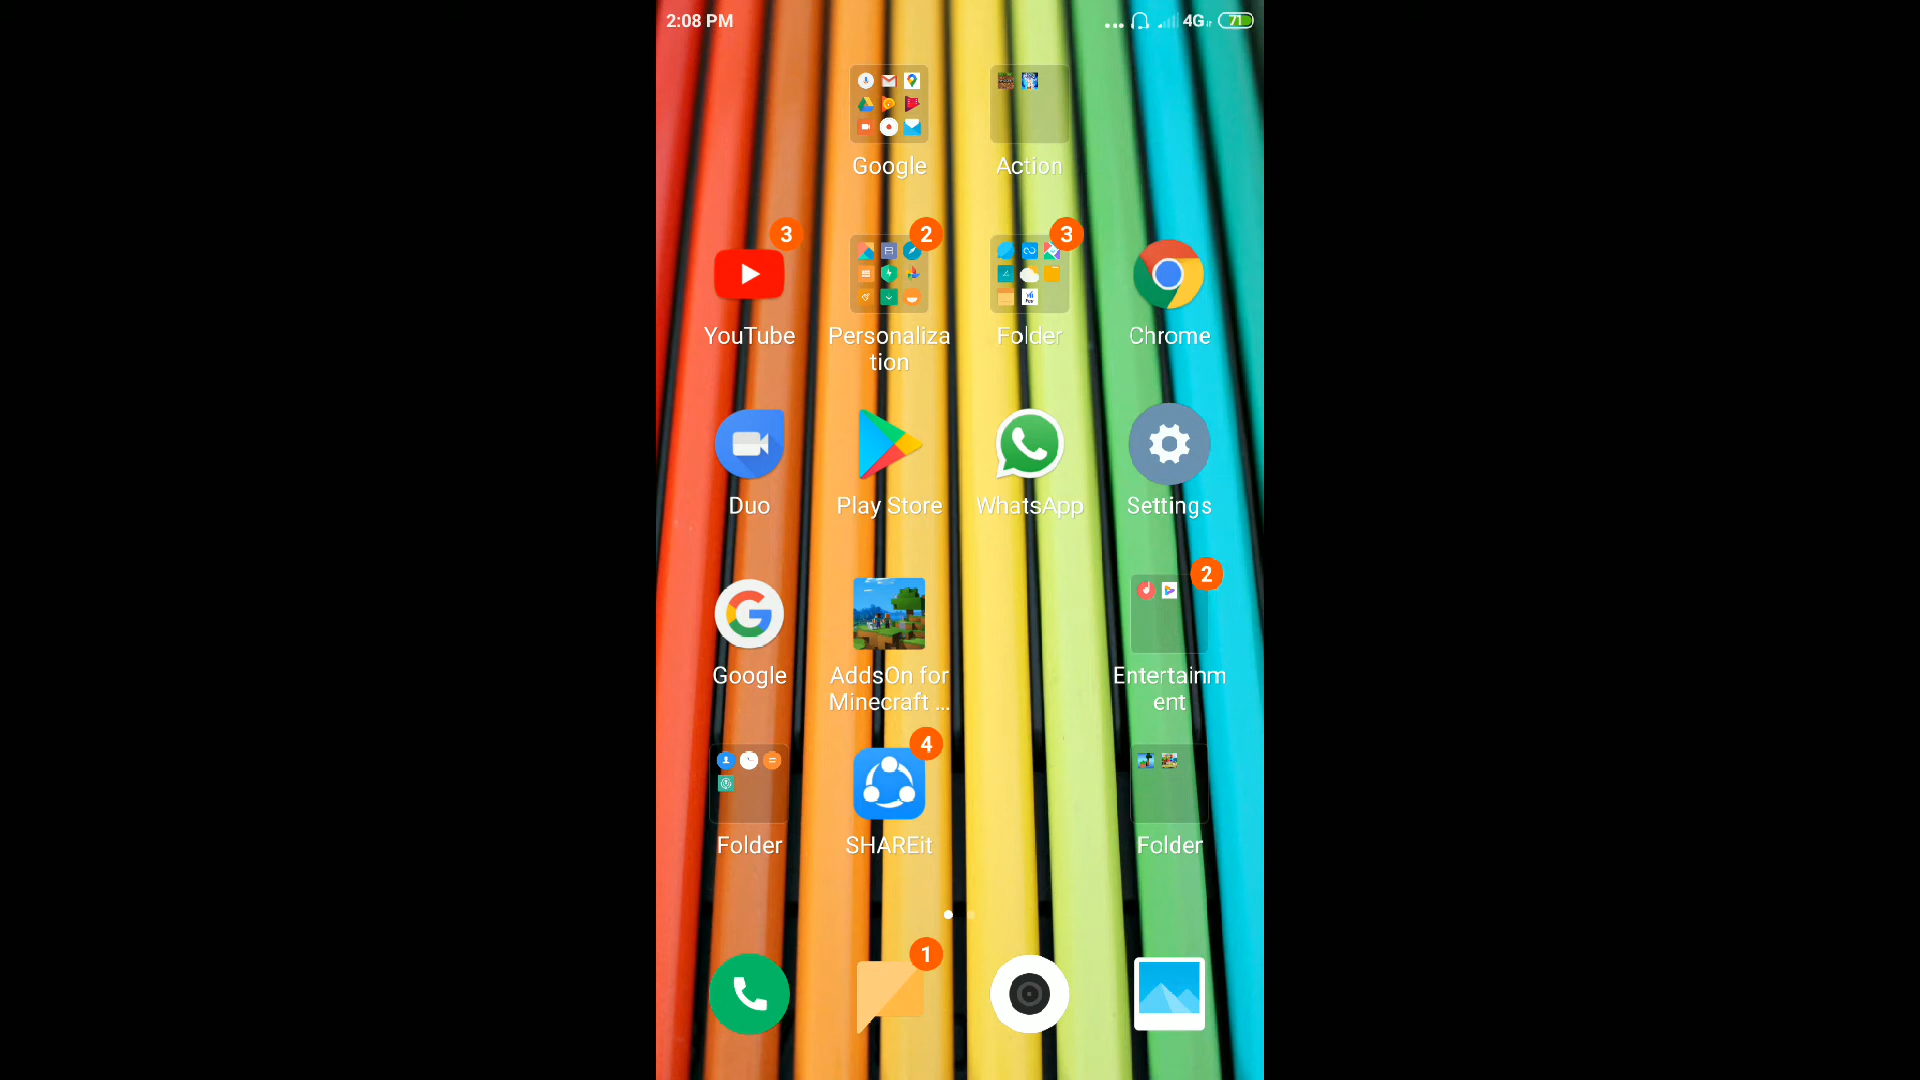 2:08 PM
4G
71
Google
Action
3
2
3
YouTube
Personaliza
tion
Folder
Chrome
Duo
Play Store
WhatsApp
Settings
2
Google
AddsOn for
Minecraft ...
Entertainm
ent
4
Folder
SHAREit
Folder
1